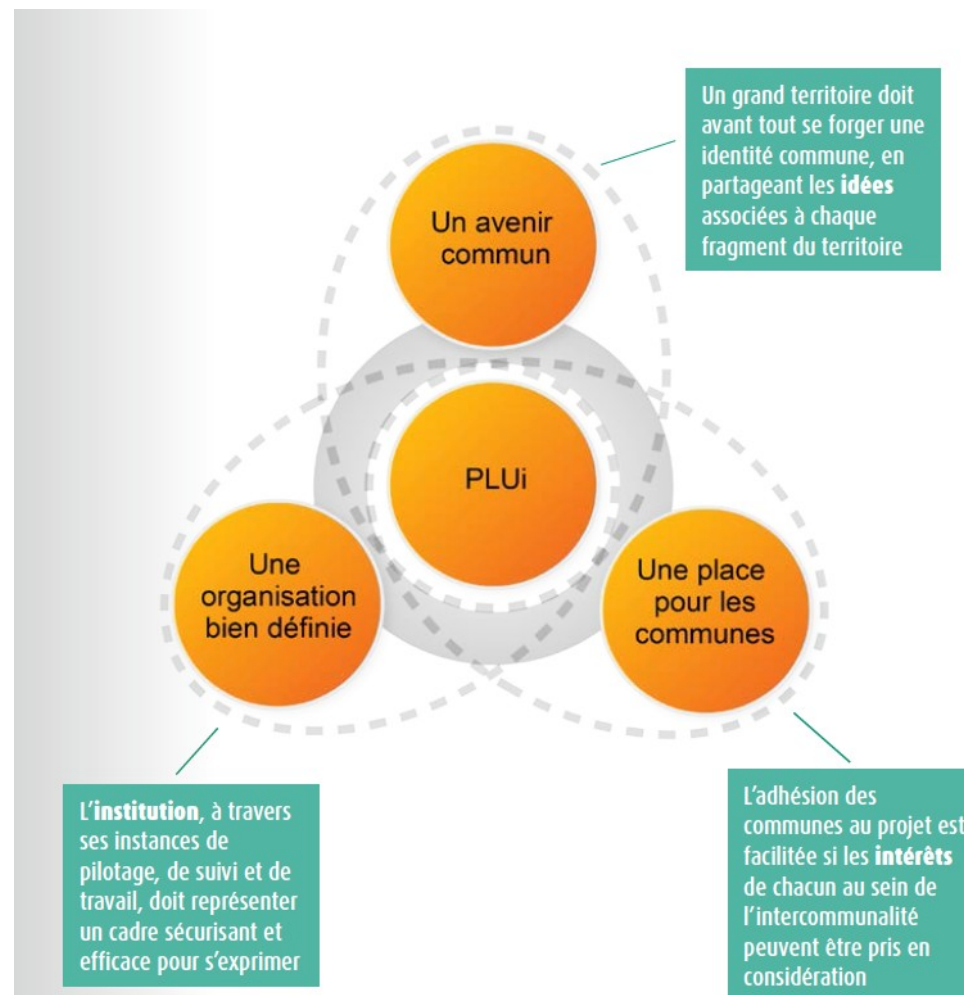 Un grand territoire doit
avant tout se forger une
identité commune, en
partageant les idées
associées à chaque
fragment du territoire
Un avenir
commun
PLUi
Une
organisation
bien définie
Une place
pour les
communes
L'institution, à travers
ses instances de
pilotage, de suivi et de
travail, doit représenter
un cadre sécurisant et
efficace pour s'exprimer
L'adhésion des
communes au projet est
facilitée si les intérêts
de chacun au sein de
l'intercommunalité
peuvent être pris en
considération